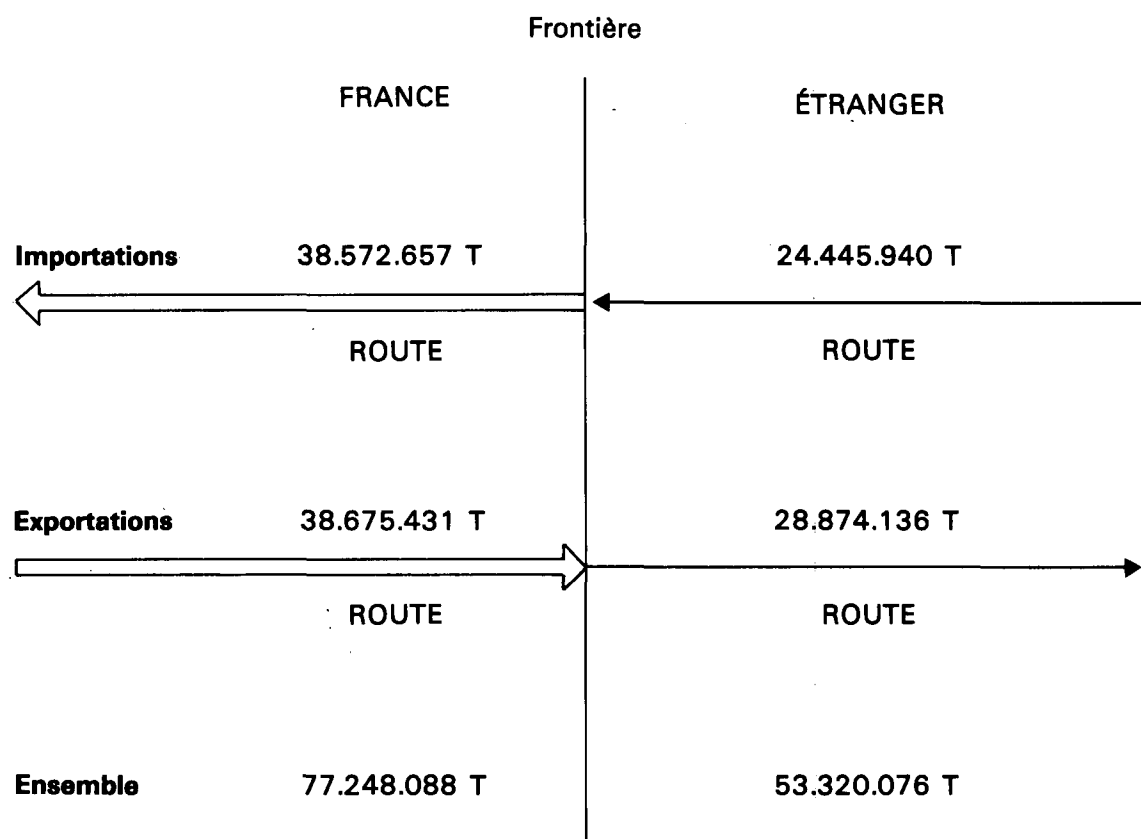 Frontière
FRANCE ÉTRANGER
Importations 38.572.657 T 24.445.940 T
ROUTE ROUTE
Exportations 38.675.431 T 28.874.136 T
ROUTE ROUTE
Ensemble 77.248.088 T 53.320.076 T